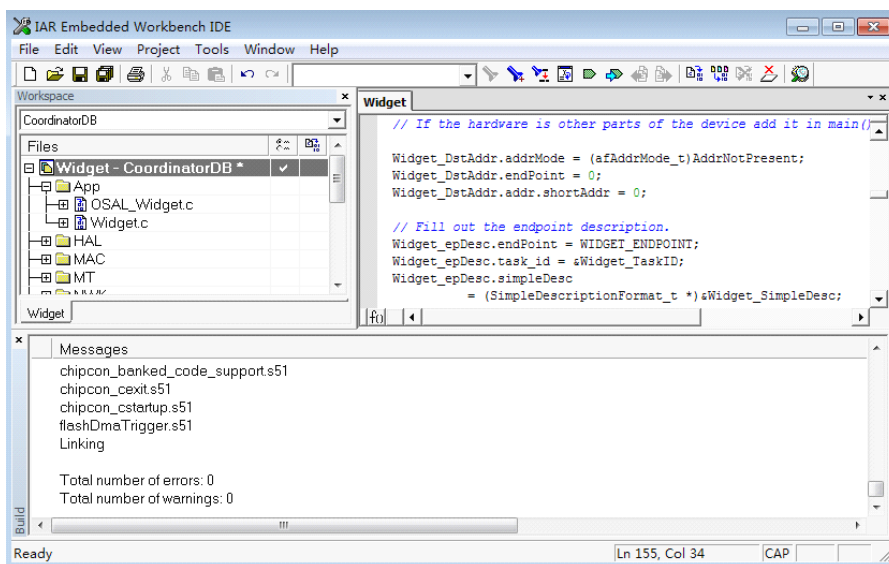 IAR Embedded Workbench IDE
File Edit View Project Tools Window Help
Workspace
CoordinatorDB
Files
Widget - CoordinatorDB *
App
OSAL_Widget.c
Widget.c
HAL
MAC
MT
Widget
Widget
// If the hardware is other parts of the device add it in main()
Widget_DstAddr.addrMode = (afAddrMode_t)AddrNotPresent;
Widget_DstAddr.endPoint = 0;
Widget_DstAddr.addr.shortAddr = 0;
// Fill out the endpoint description.
Widget_epDesc.endPoint = WIDGET_ENDPOINT;
Widget_epDesc.task_id = &Widget_TaskID;
Widget_epDesc.simpleDesc
= (SimpleDescriptionFormat_t *)&Widget_SimpleDesc;
f()
Messages
chipcon_banked_code_support.s51
chipcon_cexit.s51
chipcon_cstartup.s51
flashDmaTrigger.s51
Linking
Total number of errors: 0
Total number of warnings: 0
Build
Ready
Ln 155, Col 34
CAP